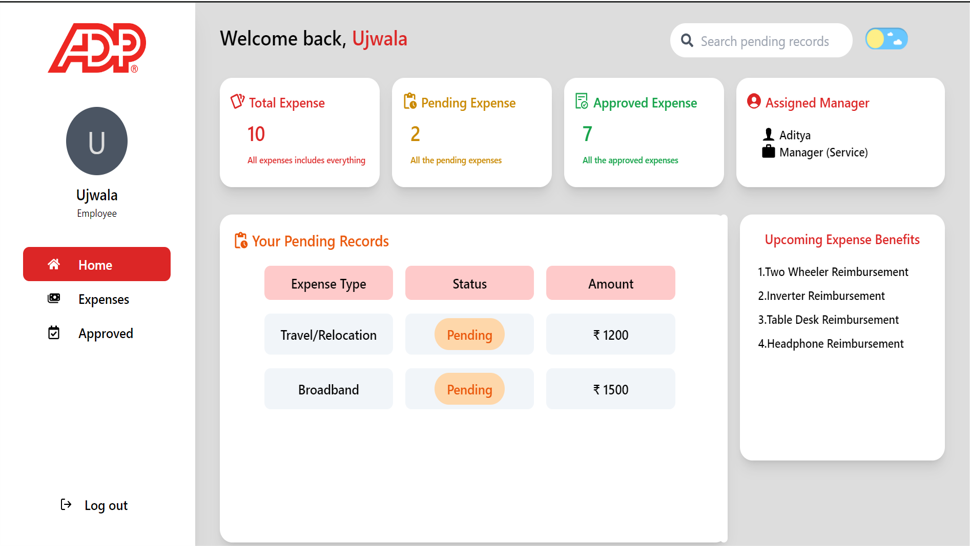 ADP®
U
Ujwala
Employee
Home
Expenses
Approved
Log out
Welcome back, Ujwala
Search pending records
Total Expense
10
All expenses includes everything
Pending Expense
2
All the pending expenses
Approved Expense
7
All the approved expenses
Assigned Manager
Aditya
Manager (Service)
Your Pending Records
Expense Type Status Amount
Travel/Relocation Pending ₹ 1200
Broadband Pending ₹ 1500
Upcoming Expense Benefits
1.Two Wheeler Reimbursement
2.Inverter Reimbursement
3.Table Desk Reimbursement
4.Headphone Reimbursement